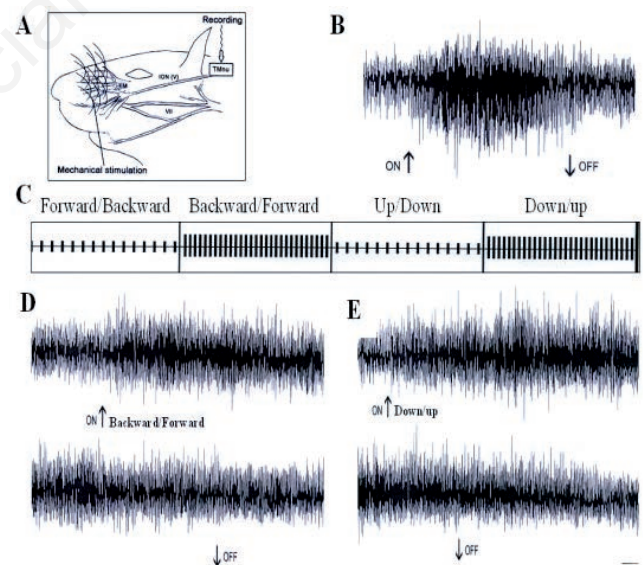 A
Recording
TMnu
ION (V)
EM
VII
Mechanical stimulation
B
ON
OFF
C
Forward/Backward
Backward/Forward
Up/Down
Down/up
D
ON
Backward/Forward
OFF
E
ON
Down/up
OFF